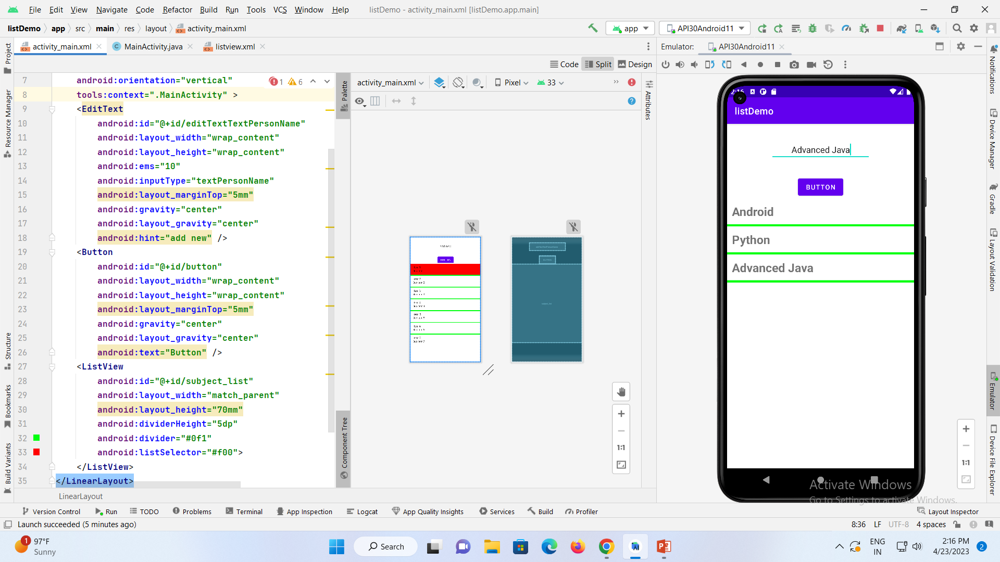 File Edit View Navigate Code Refactor Build Run Tools VCS Window Help listDemo - activity_main.xml [listDemo.app.main]
listDemo app src main res layout activity_main.xml app API30Android11
activity_main.xml MainActivity.java listview.xml Emulator: API30Android11
Code Split Design
activity_main.xml Pixel 33
1 6
7 android:orientation="vertical"
8 tools:context=".MainActivity" >
9 <EditText
10 android:id="@+id/editTextTextPersonName"
11 android:layout_width="wrap_content"
12 android:layout_height="wrap_content"
13 android:ems="10"
14 android:inputType="textPersonName"
15 android:layout_marginTop="5mm"
16 android:gravity="center"
17 android:layout_gravity="center"
18 android:hint="add new" />
19 <Button
20 android:id="@+id/button"
21 android:layout_width="wrap_content"
22 android:layout_height="wrap_content"
23 android:layout_marginTop="5mm"
24 android:gravity="center"
25 android:layout_gravity="center"
26 android:text="Button" />
27 <ListView
28 android:id="@+id/subject_list"
29 android:layout_width="match_parent"
30 android:layout_height="70mm"
31 android:dividerHeight="5dp"
32 android:divider="#0f1"
33 android:listSelector="#f00">
34 </ListView>
35 </LinearLayout>
LinearLayout
Project
Resource Manager
Structure
Bookmarks
Build Variants
Palette
Component Tree
Attributes
add new
BUTTON
1:1
2:16
listDemo
Advanced Java
BUTTON
Android
Python
Advanced Java
1:1
Notifications
Device Manager
Gradle
Layout Validation
Emulator
Device File Explorer
Activate Windows
Go to Settings to activate Windows.
Version Control Run TODO Problems Terminal App Inspection Logcat App Quality Insights Services Build Profiler Layout Inspector
Launch succeeded (5 minutes ago) 8:36 LF UTF-8 4 spaces
1 97°F
Sunny
Search
ENG
IN
2:16 PM
4/23/2023
2